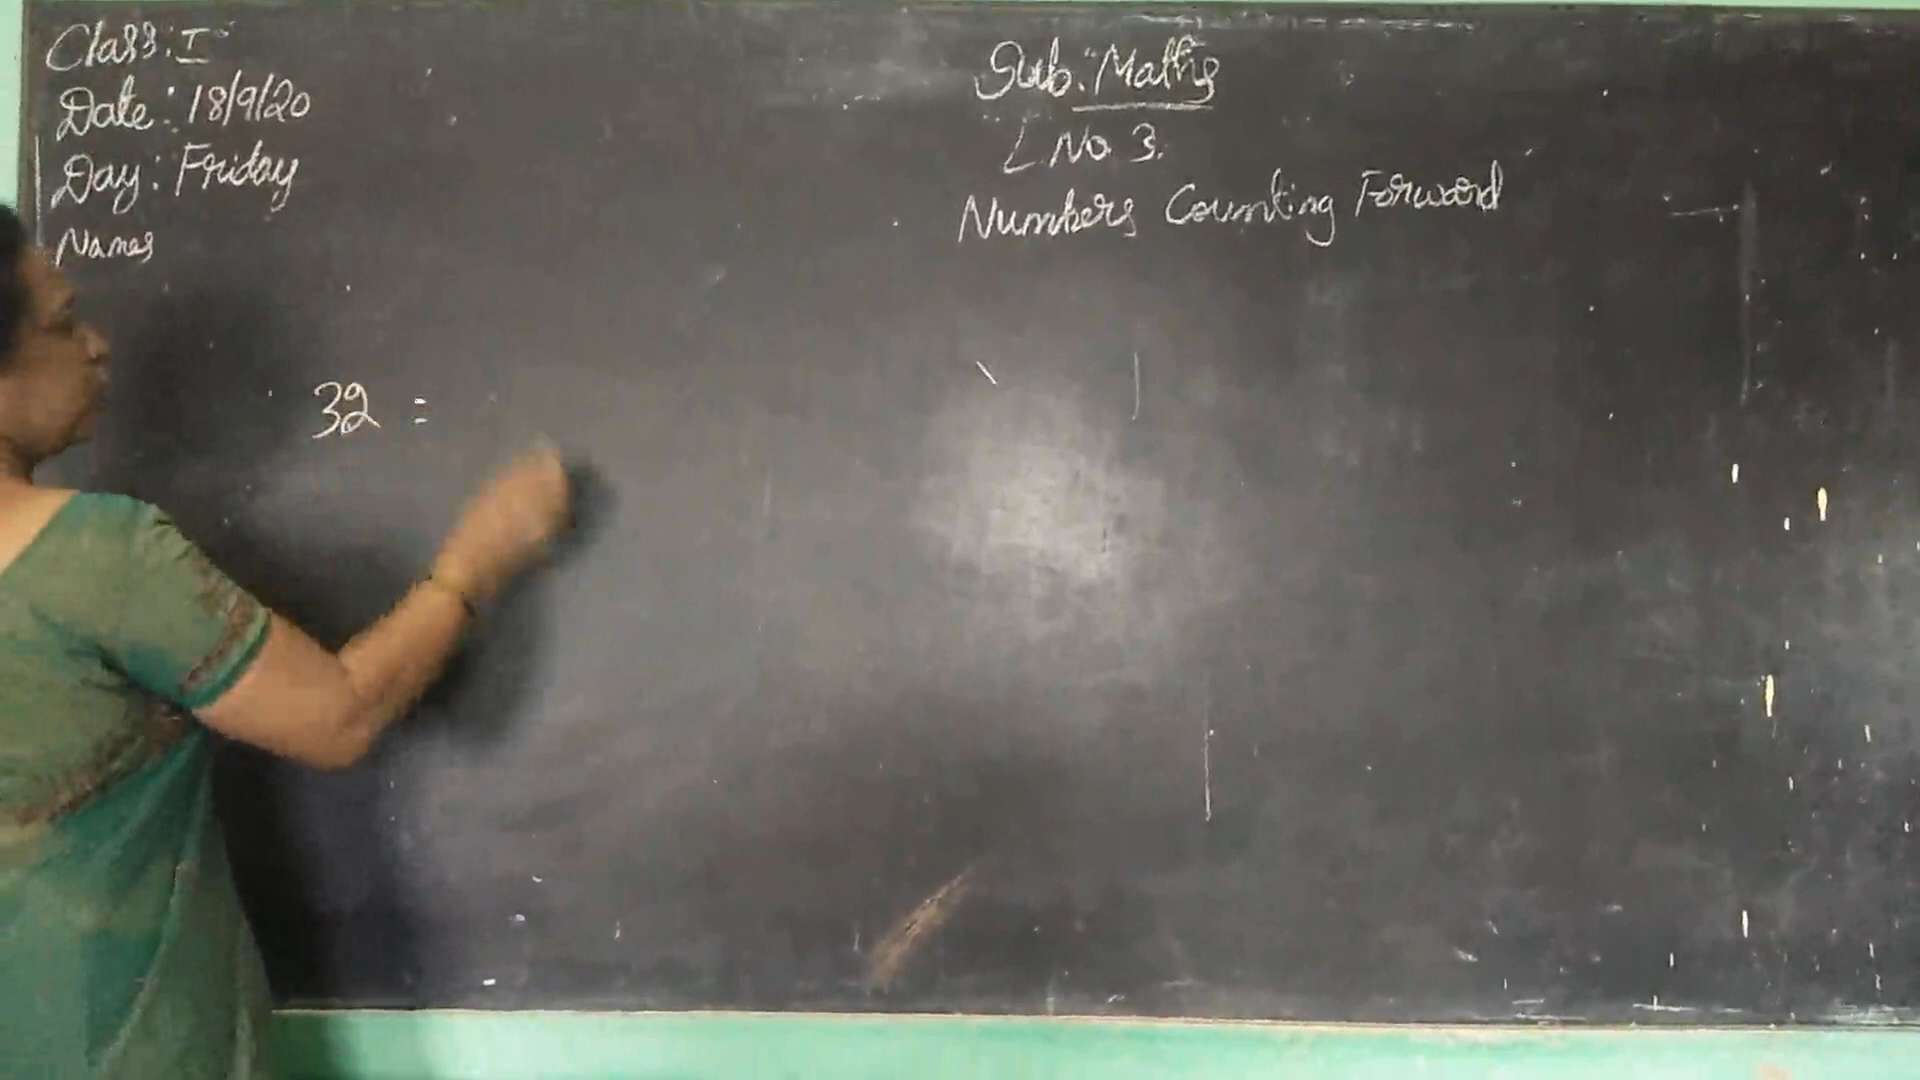 Class: I
Date: 18/9/20
Day: Friday
Names
Sub: Maths
L No. 3.
Numbers Counting Forward
32 =